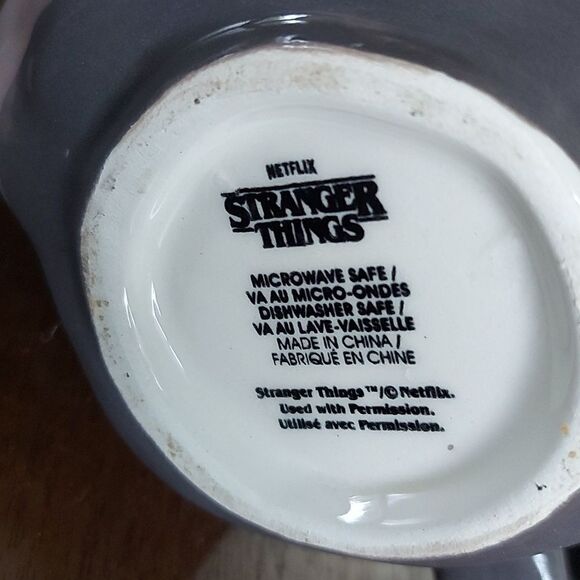 NETFLIX
STRANGER
THINGS
MICROWAVE SAFE /
VA AU MICRO-ONDES
DISHWASHER SAFE /
VA AU LAVE-VAISSELLE
MADE IN CHINA /
FABRIQUÉ EN CHINE
Stranger Things™/© Netflix.
Used with Permission.
Utilisé avec Permission.